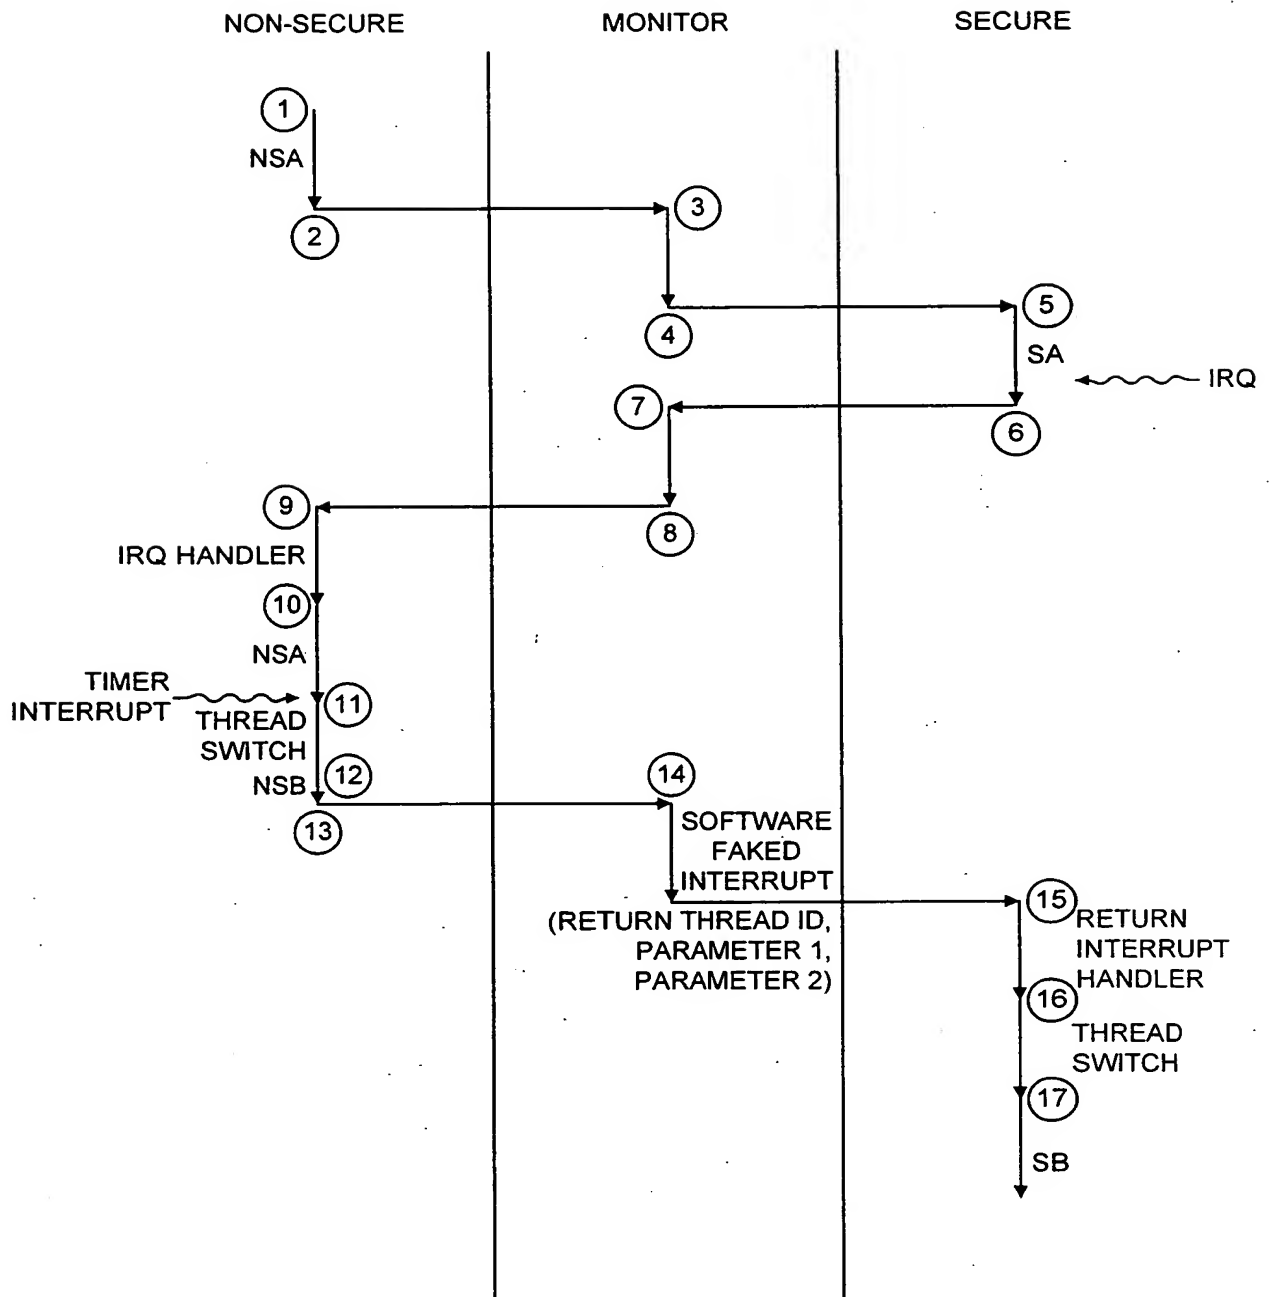 NON-SECURE
MONITOR
SECURE
1
NSA
2
3
4
5
SA
IRQ
6
7
8
9
IRQ HANDLER
10
NSA
TIMER
INTERRUPT
11
THREAD
SWITCH
NSB
12
13
14
SOFTWARE
FAKED
INTERRUPT
(RETURN THREAD ID,
PARAMETER 1,
PARAMETER 2)
15
RETURN
INTERRUPT
HANDLER
16
THREAD
SWITCH
17
SB